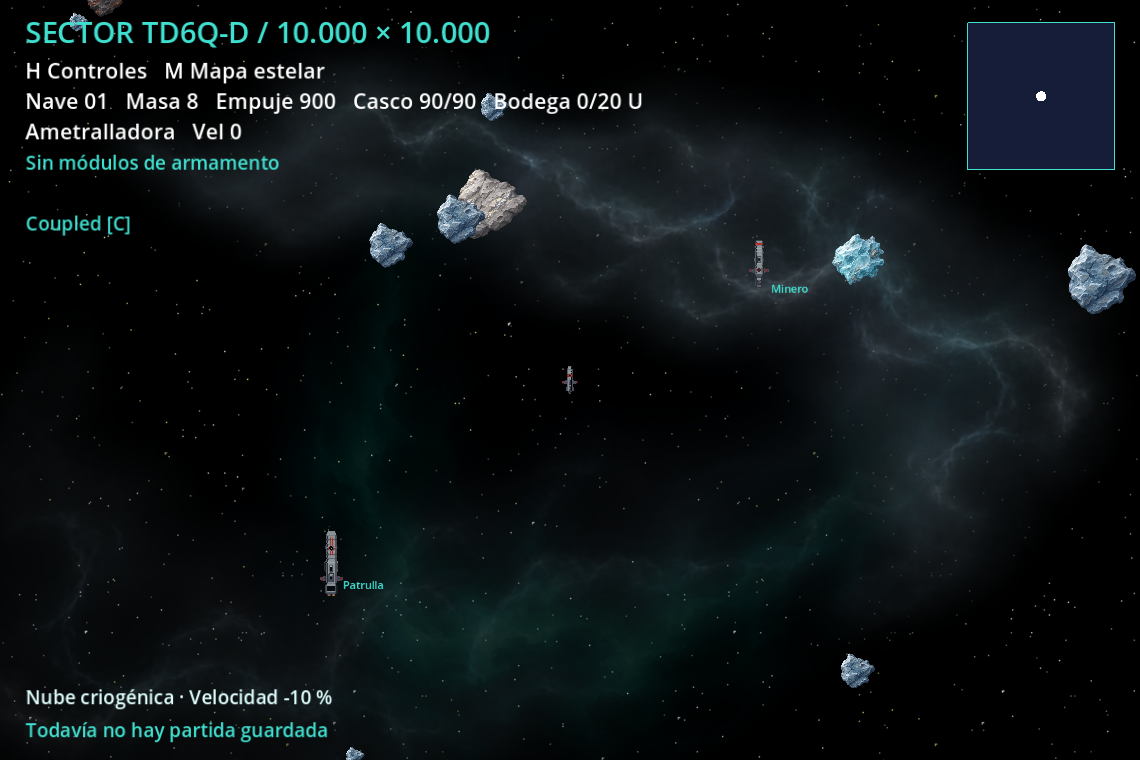 SECTOR TD6Q-D / 10.000 × 10.000
H Controles M Mapa estelar
Nave 01 Masa 8 Empuje 900 Casco 90/90 Bodega 0/20 U
Ametralladora Vel 0
Sin módulos de armamento
Coupled [C]
Minero
Patrulla
Nube criogénica · Velocidad -10 %
Todavía no hay partida guardada